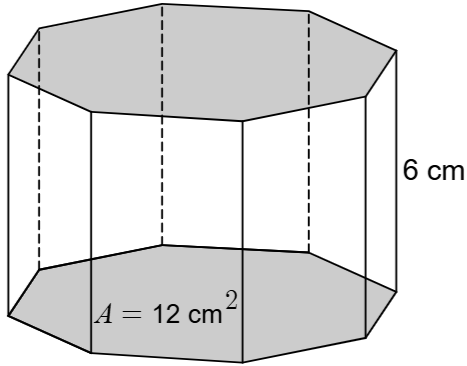 6 cm
A = 12 cm²